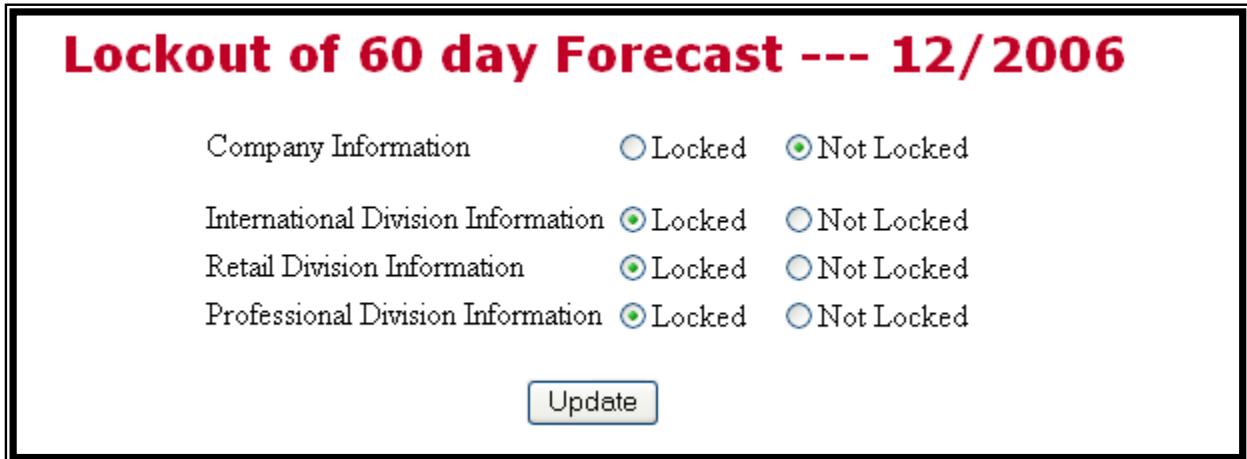 Lockout of 60 day Forecast --- 12/2006
Company Information Locked Not Locked
International Division Information Locked Not Locked
Retail Division Information Locked Not Locked
Professional Division Information Locked Not Locked
Update